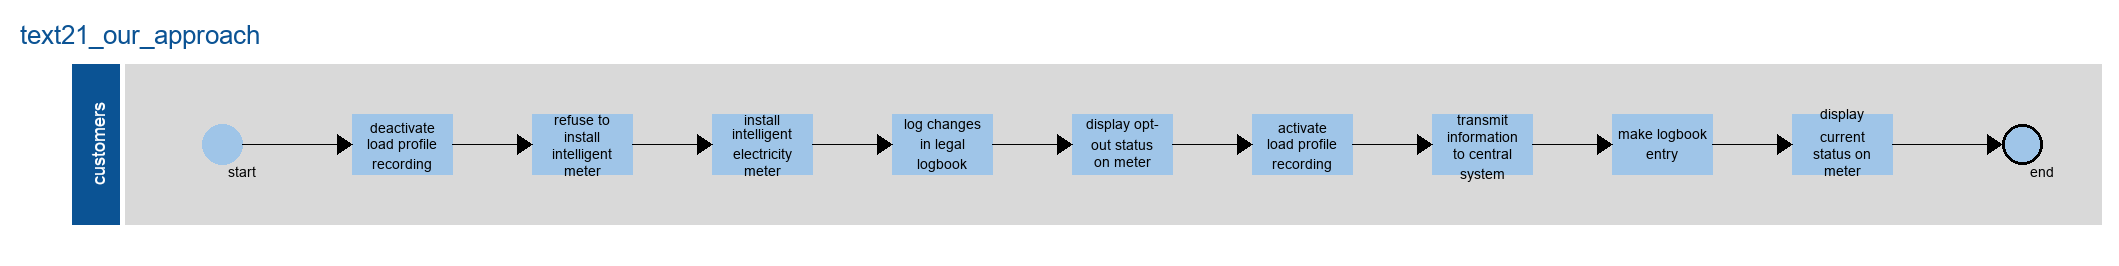 text21_our_approach
customers
start
deactivate
load profile
recording
refuse to
install
intelligent
meter
install
intelligent
electricity
meter
log changes
in legal
logbook
display opt-
out status
on meter
activate
load profile
recording
transmit
information
to central
system
make logbook
entry
display
current
status on
meter
end